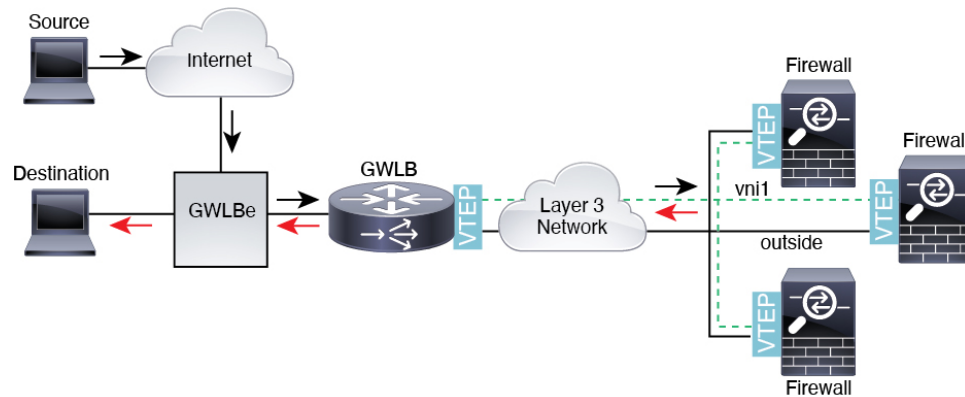 Source
Internet
Firewall
VTEP
Firewall
Destination
GWLB
vni1
VTEP
GWLBe
VTEP
Layer 3
Network
outside
VTEP
Firewall